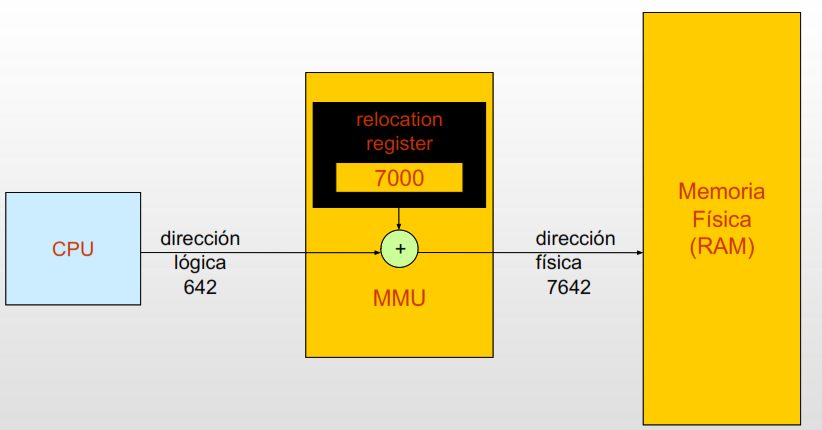 relocation
register
7000
CPU
dirección
lógica
642
+
MMU
dirección
física
7642
Memoria
Física
(RAM)